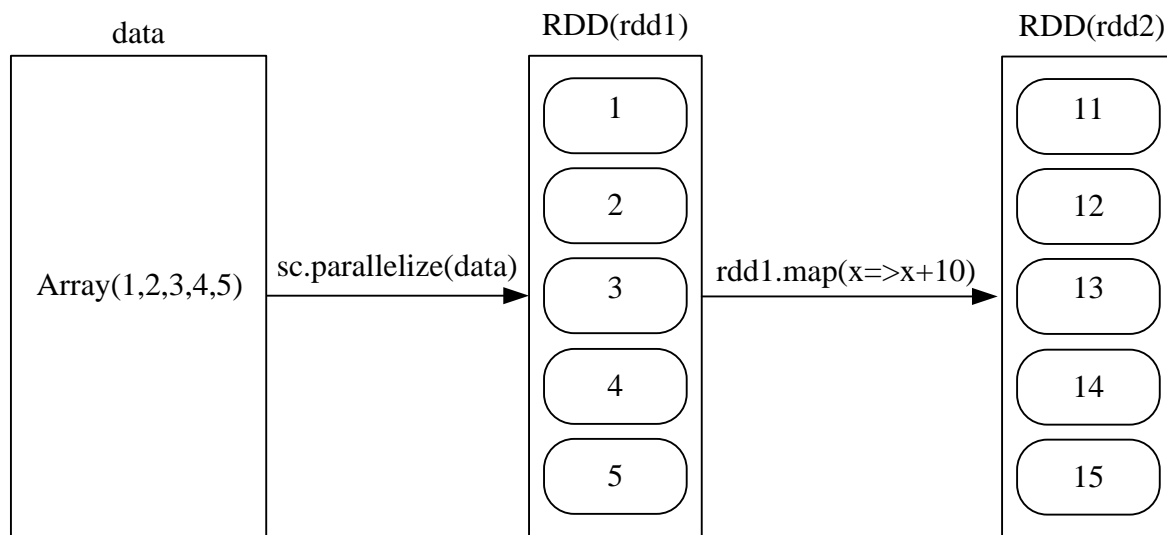 data
Array(1,2,3,4,5)
sc.parallelize(data)
RDD(rdd1)
1
2
3
4
5
rdd1.map(x=>x+10)
RDD(rdd2)
11
12
13
14
15